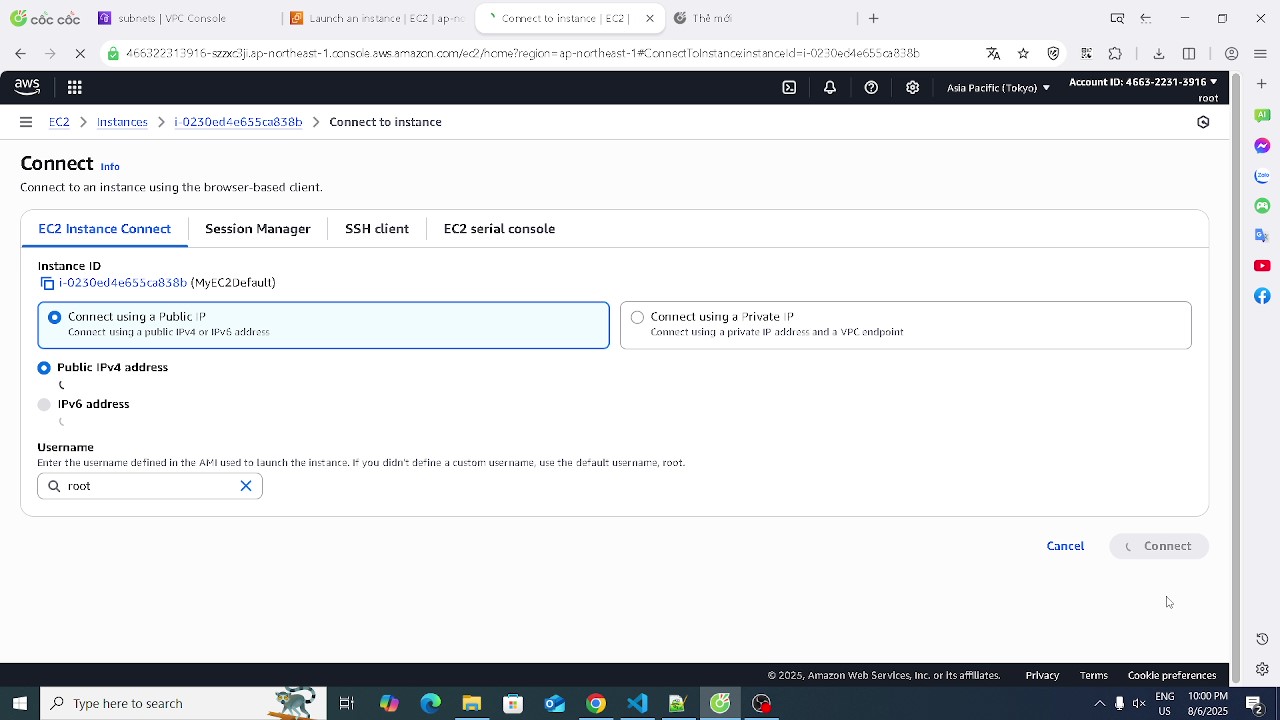 cốc cốc
subnets | VPC Console
Launch an instance | EC2 | ap-no
Connect to instance | EC2 |
Thẻ mới
466322313916-szzxc3ji.ap-northeast-1.console.aws.amazon.com/ec2/home?region=ap-northeast-1#ConnectToInstance:instanceId=i-0230ed4e655ca838b
aws
Asia Pacific (Tokyo)
Account ID: 4663-2231-3916
root
EC2
Instances
i-0230ed4e655ca838b
Connect to instance
Connect Info
Connect to an instance using the browser-based client.
EC2 Instance Connect
Session Manager
SSH client
EC2 serial console
Instance ID
i-0230ed4e655ca838b (MyEC2Default)
Connect using a Public IP
Connect using a public IPv4 or IPv6 address
Connect using a Private IP
Connect using a private IP address and a VPC endpoint
Public IPv4 address
IPv6 address
Username
Enter the username defined in the AMI used to launch the instance. If you didn't define a custom username, use the default username, root.
root
Cancel
Connect
© 2025, Amazon Web Services, Inc. or its affiliates.
Privacy
Terms
Cookie preferences
Type here to search
ENG
US
10:00 PM
8/6/2025
2
AI
Zalo